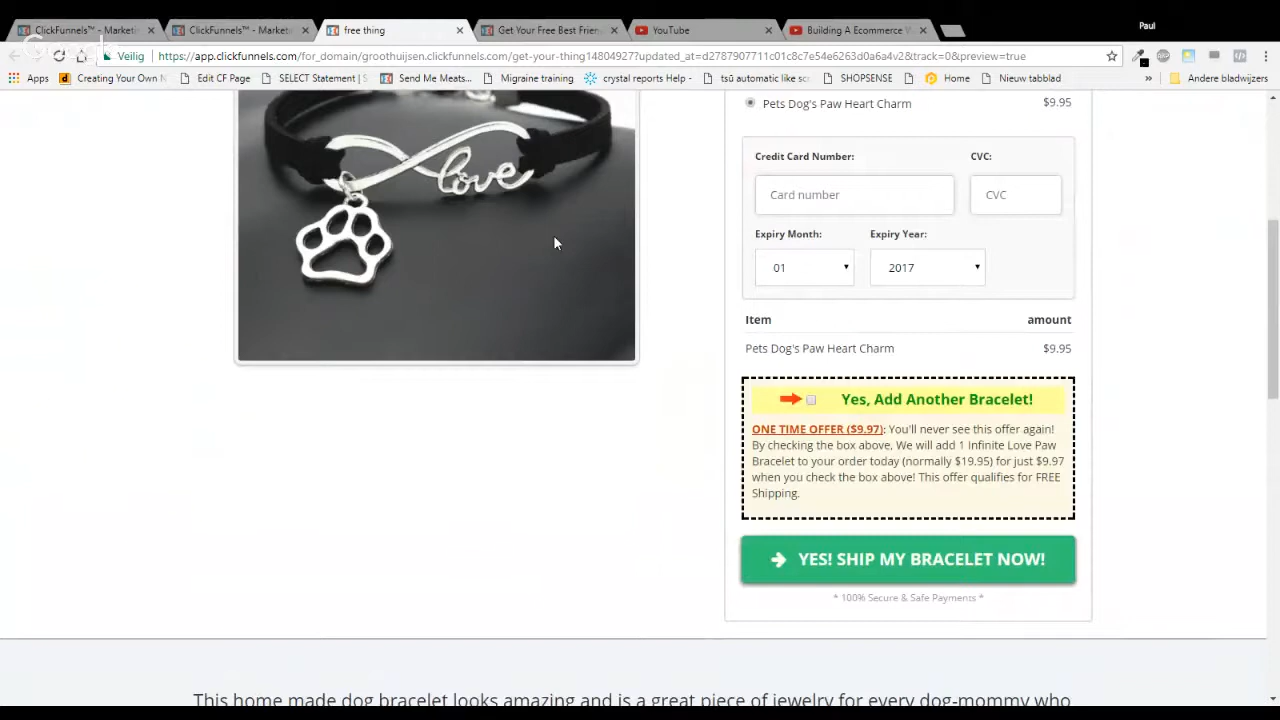 Paul
ClickFunnels™ - Marketi
ClickFunnels™ - Marketi
free thing
Get Your Free Best Frien
YouTube
Building A Ecommerce W
Veilig
https://app.clickfunnels.com/for_domain/groothuijsen.clickfunnels.com/get-your-thing14804927?updated_at=d2787907711c01c8c7e54e6263d0a6a4v2&track=0&preview=true
Apps
Creating Your Own N
Edit CF Page
SELECT Statement | S
Send Me Meats...
Migraine training
crystal reports Help -
tsü automatic like scr
SHOPSENSE
Home
Nieuw tabblad
»
Andere bladwijzers
Pets Dog's Paw Heart Charm $9.95
love
Credit Card Number: CVC:
Card number CVC
Expiry Month: Expiry Year:
01 2017
Item amount
Pets Dog's Paw Heart Charm $9.95
Yes, Add Another Bracelet!
ONE TIME OFFER ($9.97): You'll never see this offer again!
By checking the box above, We will add 1 Infinite Love Paw
Bracelet to your order today (normally $19.95) for just $9.97
when you check the box above! This offer qualifies for FREE
Shipping.
YES! SHIP MY BRACELET NOW!
* 100% Secure & Safe Payments *
This home made dog bracelet looks amazing and is a great piece of jewelry for every dog-mommy who